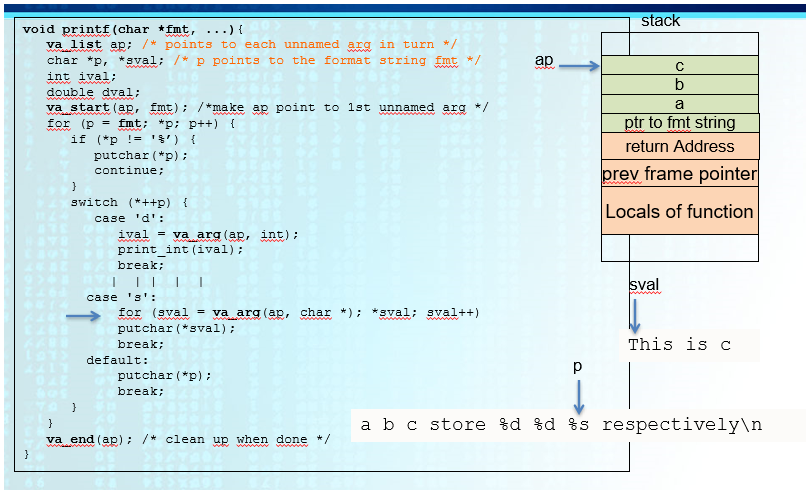 void printf(char *fmt, ...){
va_list ap; /* points to each unnamed arg in turn */
char *p, *sval; /* p points to the format string fmt */
int ival;
double dval;
va_start(ap, fmt); /*make ap point to 1st unnamed arg */
for (p = fmt; *p; p++) {
if (*p != '%’) {
putchar(*p);
continue;
}
switch (*++p) {
case 'd':
ival = va_arg(ap, int);
print_int(ival);
break;
| | | | |
case 's':
for (sval = va_arg(ap, char *); *sval; sval++)
putchar(*sval);
break;
default:
putchar(*p);
break;
}
}
va_end(ap); /* clean up when done */
}
stack
ap
c
b
a
ptr to fmt string
return Address
prev frame pointer
Locals of function
sval
This is c
p
a b c store %d %d %s respectively\n